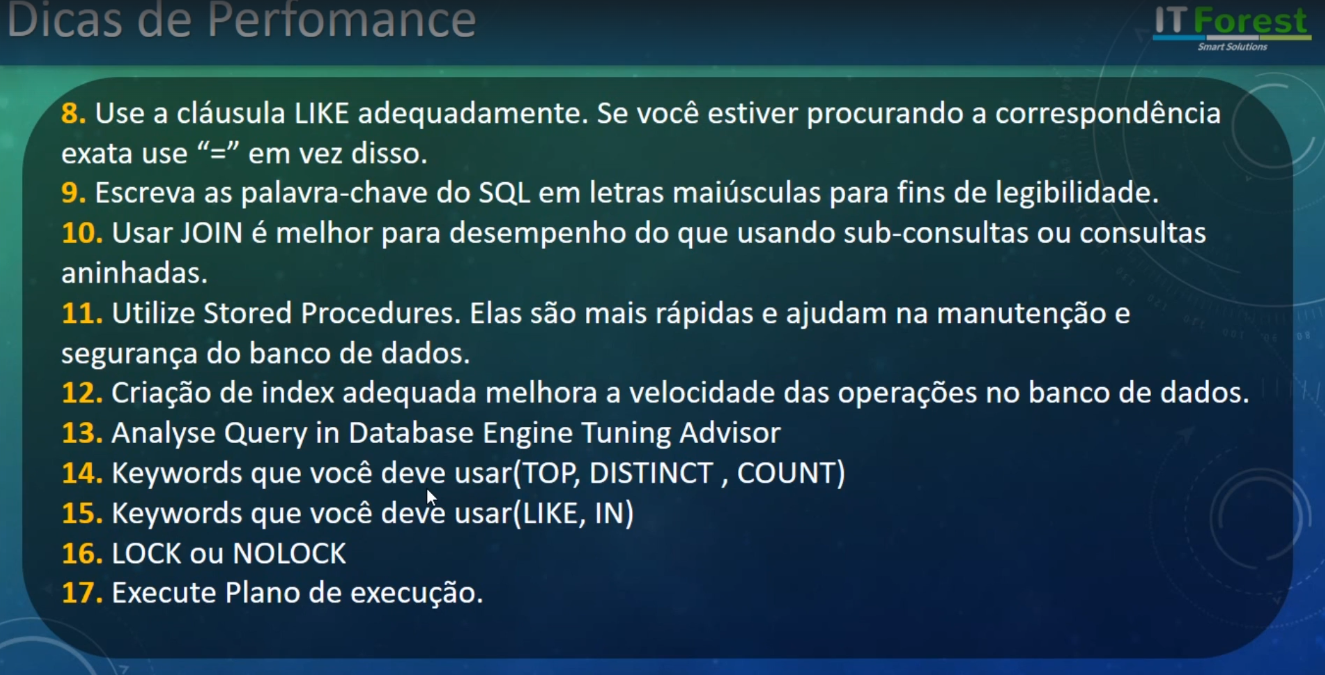 Dicas de Perfomance
IT Forest
Smart Solutions
8. Use a cláusula LIKE adequadamente. Se você estiver procurando a correspondência
exata use “=” em vez disso.
9. Escreva as palavra-chave do SQL em letras maiúsculas para fins de legibilidade.
10. Usar JOIN é melhor para desempenho do que usando sub-consultas ou consultas
aninhadas.
11. Utilize Stored Procedures. Elas são mais rápidas e ajudam na manutenção e
segurança do banco de dados.
12. Criação de index adequada melhora a velocidade das operações no banco de dados.
13. Analyse Query in Database Engine Tuning Advisor
14. Keywords que você deve usar(TOP, DISTINCT , COUNT)
15. Keywords que você deve usar(LIKE, IN)
16. LOCK ou NOLOCK
17. Execute Plano de execução.